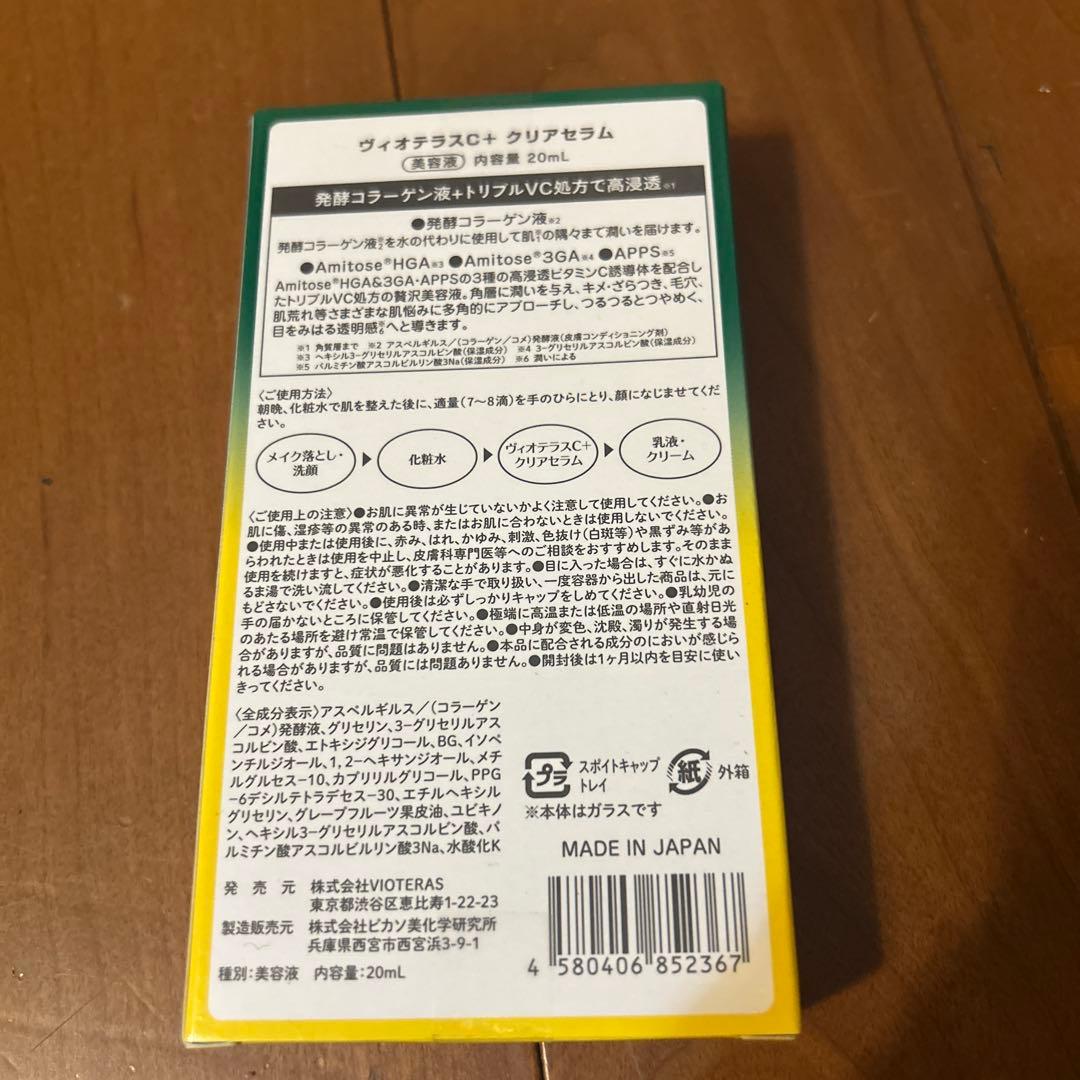 ヴィオテラスC+ クリアセラム
美容液 内容量 20mL
発酵コラーゲン液+トリプルVC処方で高浸透※1
●発酵コラーゲン液※2
発酵コラーゲン液※2を水の代わりに使用して肌※1の隅々まで潤いを届けます。
●Amitose®HGA※3 ●Amitose®3GA※4 ●APPS※5
Amitose®HGA&3GA・APPSの3種の高浸透ビタミンC誘導体を配合し
たトリプルVC処方の贅沢美容液。角層に潤いを与え、キメ・ざらつき、毛穴、
肌荒れ等さまざまな肌悩みに多角的にアプローチし、つるつるとつやめく、
目をみはる透明感※6へと導きます。
※1 角質層まで ※2 アスペルギルス/(コラーゲン/コメ)発酵液(皮膚コンディショニング剤)
※3 ヘキシル3-グリセリルアスコルビン酸(保湿成分) ※4 3-グリセリルアスコルビン酸(保湿成分)
※5 パルミチン酸アスコルビルリン酸3Na(保湿成分) ※6 潤いによる
〈ご使用方法〉
朝晩、化粧水で肌を整えた後に、適量(7〜8滴)を手のひらにとり、顔になじませてくだ
さい。
メイク落とし・
洗顔
化粧水
ヴィオテラスC+
クリアセラム
乳液・
クリーム
〈ご使用上の注意〉●お肌に異常が生じていないかよく注意して使用してください。●お
肌に傷、湿疹等の異常のある時、またはお肌に合わないときは使用しないでください。
●使用中または使用後に、赤み、はれ、かゆみ、刺激、色抜け(白斑等)や黒ずみ等があ
らわれたときは使用を中止し、皮膚科専門医等へのご相談をおすすめします。そのまま
使用を続けますと、症状が悪化することがあります。●目に入った場合は、すぐに水かぬ
るま湯で洗い流してください。●清潔な手で取り扱い、一度容器から出した商品は、元に
もどさないでください。●使用後は必ずしっかりキャップをしめてください。●乳幼児の
手の届かないところに保管してください。●極端に高温または低温の場所や直射日光
のあたる場所を避け常温で保管してください。●中身が変色、沈殿、濁りが発生する場
合がありますが、品質に問題はありません。●本品に配合される成分のにおいが感じら
れる場合がありますが、品質には問題ありません。●開封後は1ヶ月以内を目安に使い
きってください。
〈全成分表示〉アスペルギルス/(コラーゲン
/コメ)発酵液、グリセリン、3-グリセリルアス
コルビン酸、エトキシジグリコール、BG、イソペ
ンチルジオール、1,2-ヘキサンジオール、メチ
ルグルセス-10、カプリリルグリコール、PPG
-6デシルテトラデセス-30、エチルヘキシル
グリセリン、グレープフルーツ果皮油、ユビキノ
ン、ヘキシル3-グリセリルアスコルビン酸、パ
ルミチン酸アスコルビルリン酸3Na、水酸化K
プラ
スポイトキャップ
トレイ
紙
外箱
※本体はガラスです
MADE IN JAPAN
発売元 株式会社VIOTERAS
東京都渋谷区恵比寿1-22-23
製造販売元 株式会社ピカソ美化学研究所
兵庫県西宮市西宮浜3-9-1
種別:美容液 内容量:20mL
4 580406 852367